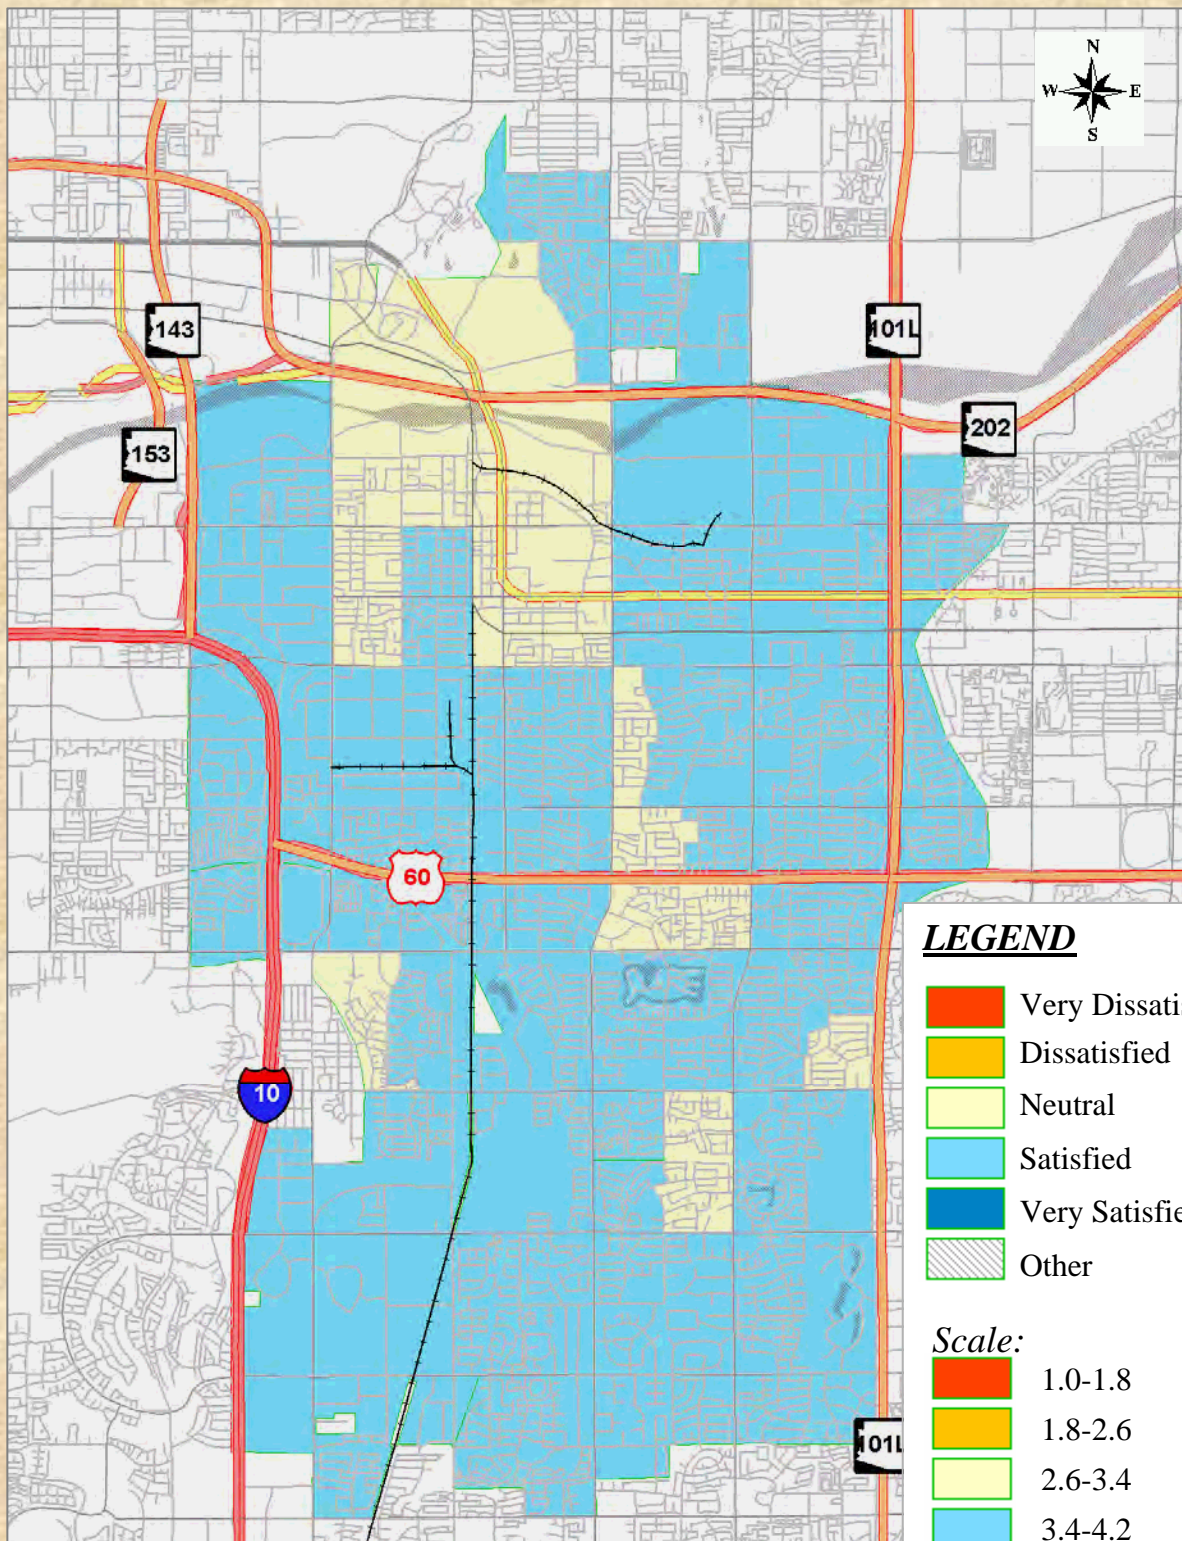 N
W E
S
143
101L
202
153
60
10
LEGEND
Very Dissatis
Dissatisfied
Neutral
Satisfied
Very Satisfie
Other
Scale:
1.0-1.8
1.8-2.6
2.6-3.4
3.4-4.2
101L